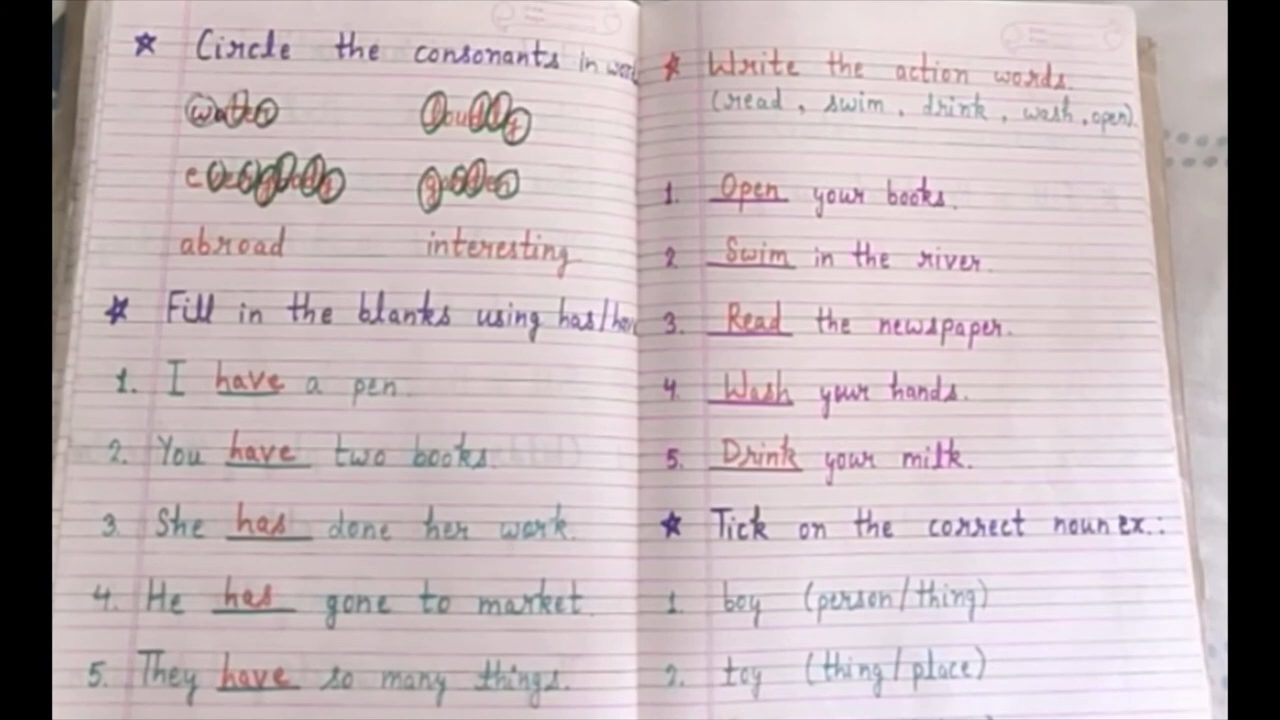 ★ Circle the consonants in
water
everybody garden
abroad interesting
★ Fill in the blanks using has/
1. I have a pen.
2. You have two books.
3. She has done her work.
4. He has gone to market.
5. They have so many things.
★ Write the action words.
(read, swim, drink, wash, open)
1. Open your books.
2. Swim in the river.
3. Read the newspaper.
4. Wash your hands.
5. Drink your milk.
★ Tick on the correct noun ex.:
1. boy (person/thing)
2. toy (thing/place)